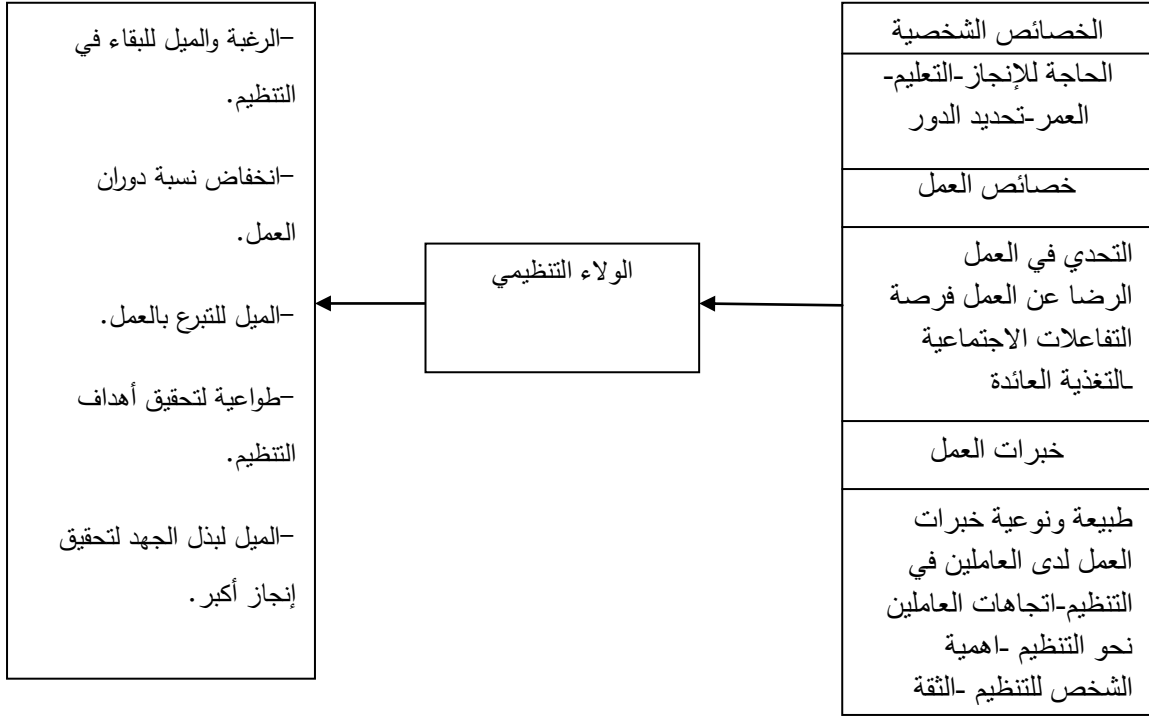 الخصائص الشخصية
الحاجة للإنجاز-التعليم-
العمر-تحديد الدور
خصائص العمل
التحدي في العمل
الرضا عن العمل فرصة
التفاعلات الاجتماعية
-التغذية العائدة
خبرات العمل
طبيعة ونوعية خبرات
العمل لدى العاملين في
التنظيم-اتجاهات العاملين
نحو التنظيم -اهمية
الشخص للتنظيم -الثقة
الولاء التنظيمي
-الرغبة والميل للبقاء في
التنظيم.
-انخفاض نسبة دوران
العمل.
-الميل للتبرع بالعمل.
-طواعية لتحقيق أهداف
التنظيم.
-الميل لبذل الجهد لتحقيق
إنجاز أكبر.